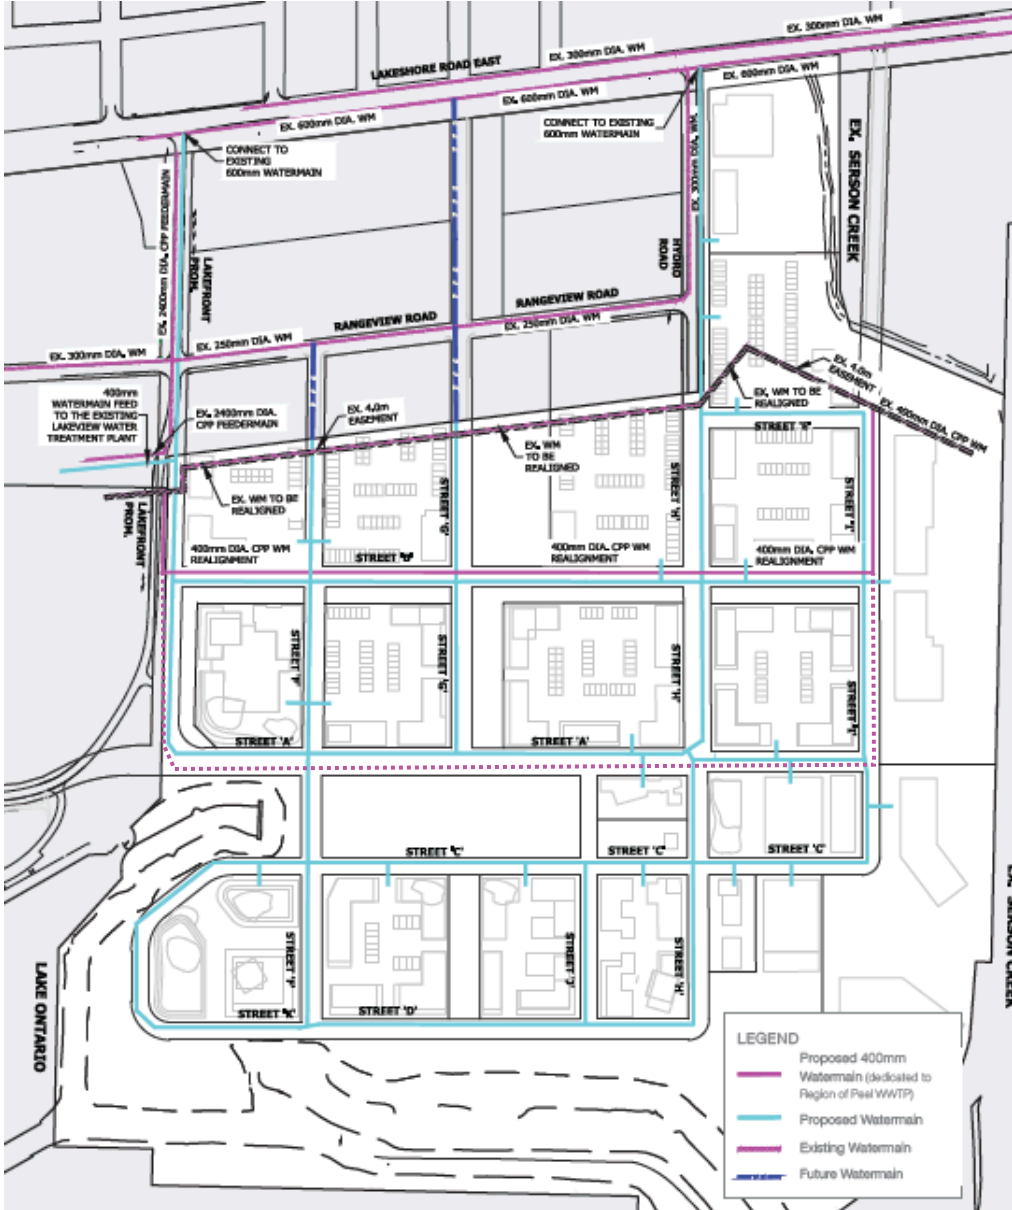 EX. 300mm DIA. WM
EX. 300mm DIA. WM
LAKESHORE ROAD EAST
EX. 600mm DIA. WM
EX. 600mm DIA. WM
EX. 600mm DIA. WM
CONNECT TO EXISTING
600mm WATERMAIN
CONNECT TO
EXISTING
600mm WATERMAIN
EX. 300mm DIA. WM
EX. SERSON CREEK
EX. 2400mm DIA. CPP FEEDERMAIN
LAKEFRONT
PROM.
HYDRO
ROAD
RANGEVIEW ROAD
RANGEVIEW ROAD
EX. 250mm DIA. WM
EX. 250mm DIA. WM
EX. 300mm DIA. WM
400mm
WATERMAIN FEED
TO THE EXISTING
LAKEVIEW WATER
TREATMENT PLANT
EX. 2400mm DIA.
CPP FEEDERMAIN
EX. 4.0m
EASEMENT
EX. 4.0m
EASEMENT
EX. WM TO BE
REALIGNED
EX. 400mm DIA. CPP WM
EX. WM
TO BE
REALIGNED
EX. WM TO BE
REALIGNED
LAKEFRONT
PROM.
STREET 'G'
STREET 'H'
STREET 'I'
STREET 'B'
400mm DIA. CPP WM
REALIGNMENT
400mm DIA. CPP WM
REALIGNMENT
400mm DIA. CPP WM
REALIGNMENT
STREET 'F'
STREET 'G'
STREET 'H'
STREET 'I'
STREET 'A'
STREET 'A'
STREET 'C'
STREET 'C'
STREET 'C'
STREET 'F'
STREET 'J'
STREET 'H'
STREET 'K'
STREET 'D'
LAKE ONTARIO
EX. SERSON CREEK
LEGEND
Proposed 400mm
Watermain (dedicated to
Region of Peel WWTP)
Proposed Watermain
Existing Watermain
Future Watermain